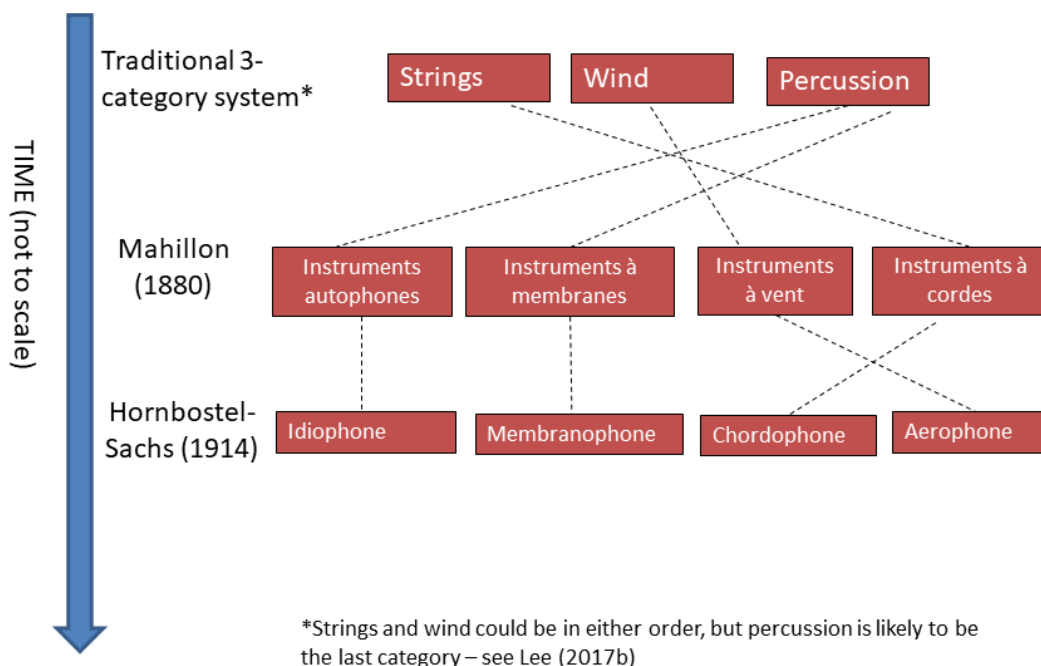 Traditional 3-
category system*
Strings
Wind
Percussion
TIME (not to scale)
Mahillon
(1880)
Instruments
autophones
Instruments à
membranes
Instruments
à vent
Instruments à
cordes
Hornbostel-
Sachs (1914)
Idiophone
Membranophone
Chordophone
Aerophone
*Strings and wind could be in either order, but percussion is likely to be
the last category – see Lee (2017b)